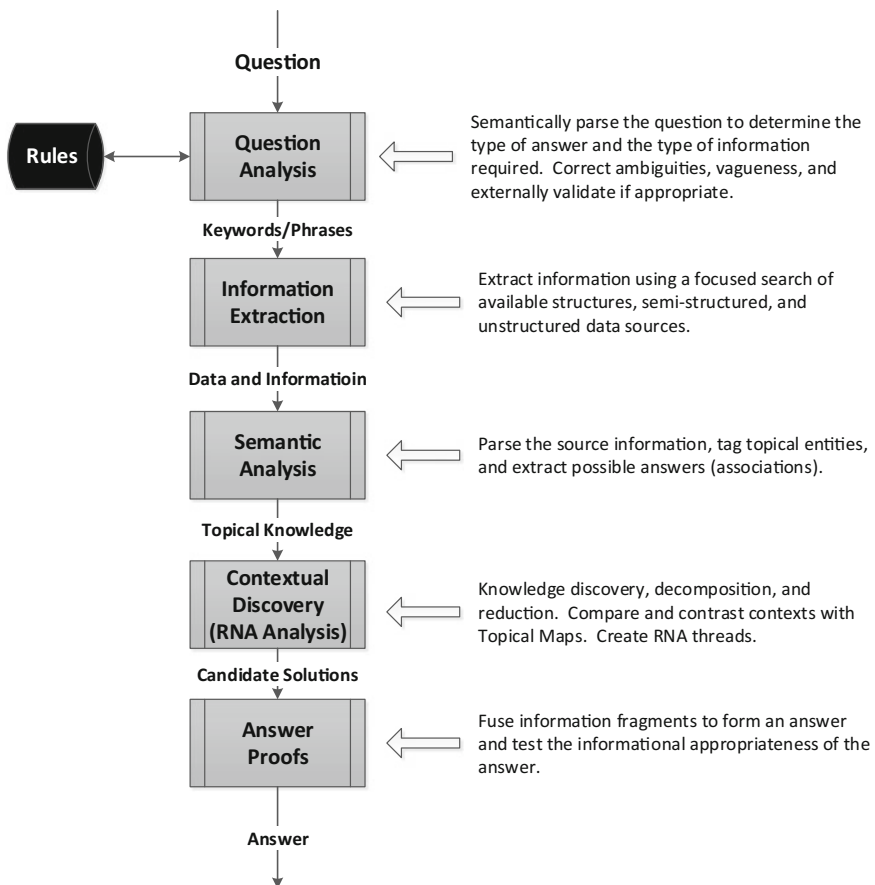 Question
Rules
Question
Analysis
Semantically parse the question to determine the
type of answer and the type of information
required.  Correct ambiguities, vagueness, and
externally validate if appropriate.
Keywords/Phrases
Information
Extraction
Extract information using a focused search of
available structures, semi-structured, and
unstructured data sources.
Data and Informatioin
Semantic
Analysis
Parse the source information, tag topical entities,
and extract possible answers (associations).
Topical Knowledge
Contextual
Discovery
(RNA Analysis)
Knowledge discovery, decomposition, and
reduction.  Compare and contrast contexts with
Topical Maps.  Create RNA threads.
Candidate Solutions
Answer
Proofs
Fuse information fragments to form an answer
and test the informational appropriateness of the
answer.
Answer